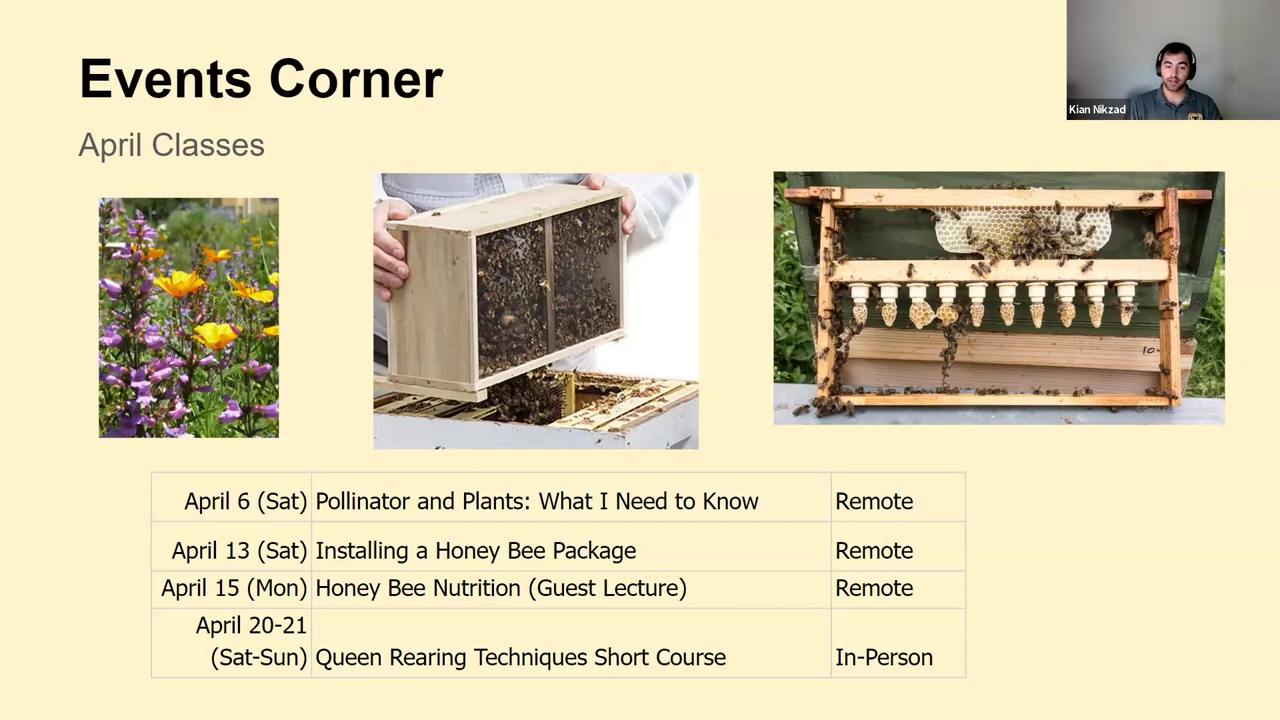 Events Corner
Kian Nikzad
April Classes
10-
April 6 (Sat) Pollinator and Plants: What I Need to Know Remote
April 13 (Sat) Installing a Honey Bee Package Remote
April 15 (Mon) Honey Bee Nutrition (Guest Lecture) Remote
April 20-21
(Sat-Sun) Queen Rearing Techniques Short Course In-Person